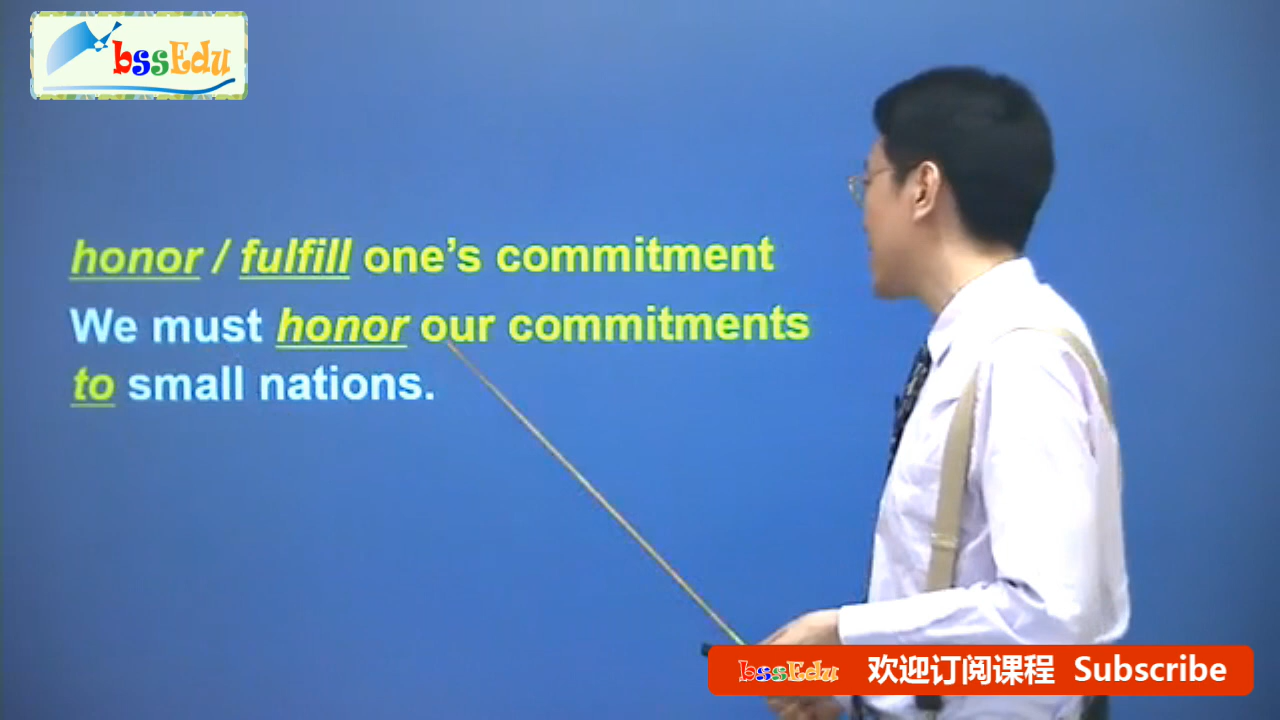 bssEdu
honor / fulfill one's commitment
We must honor our commitments
to small nations.
bssEdu 欢迎订阅课程 Subscribe